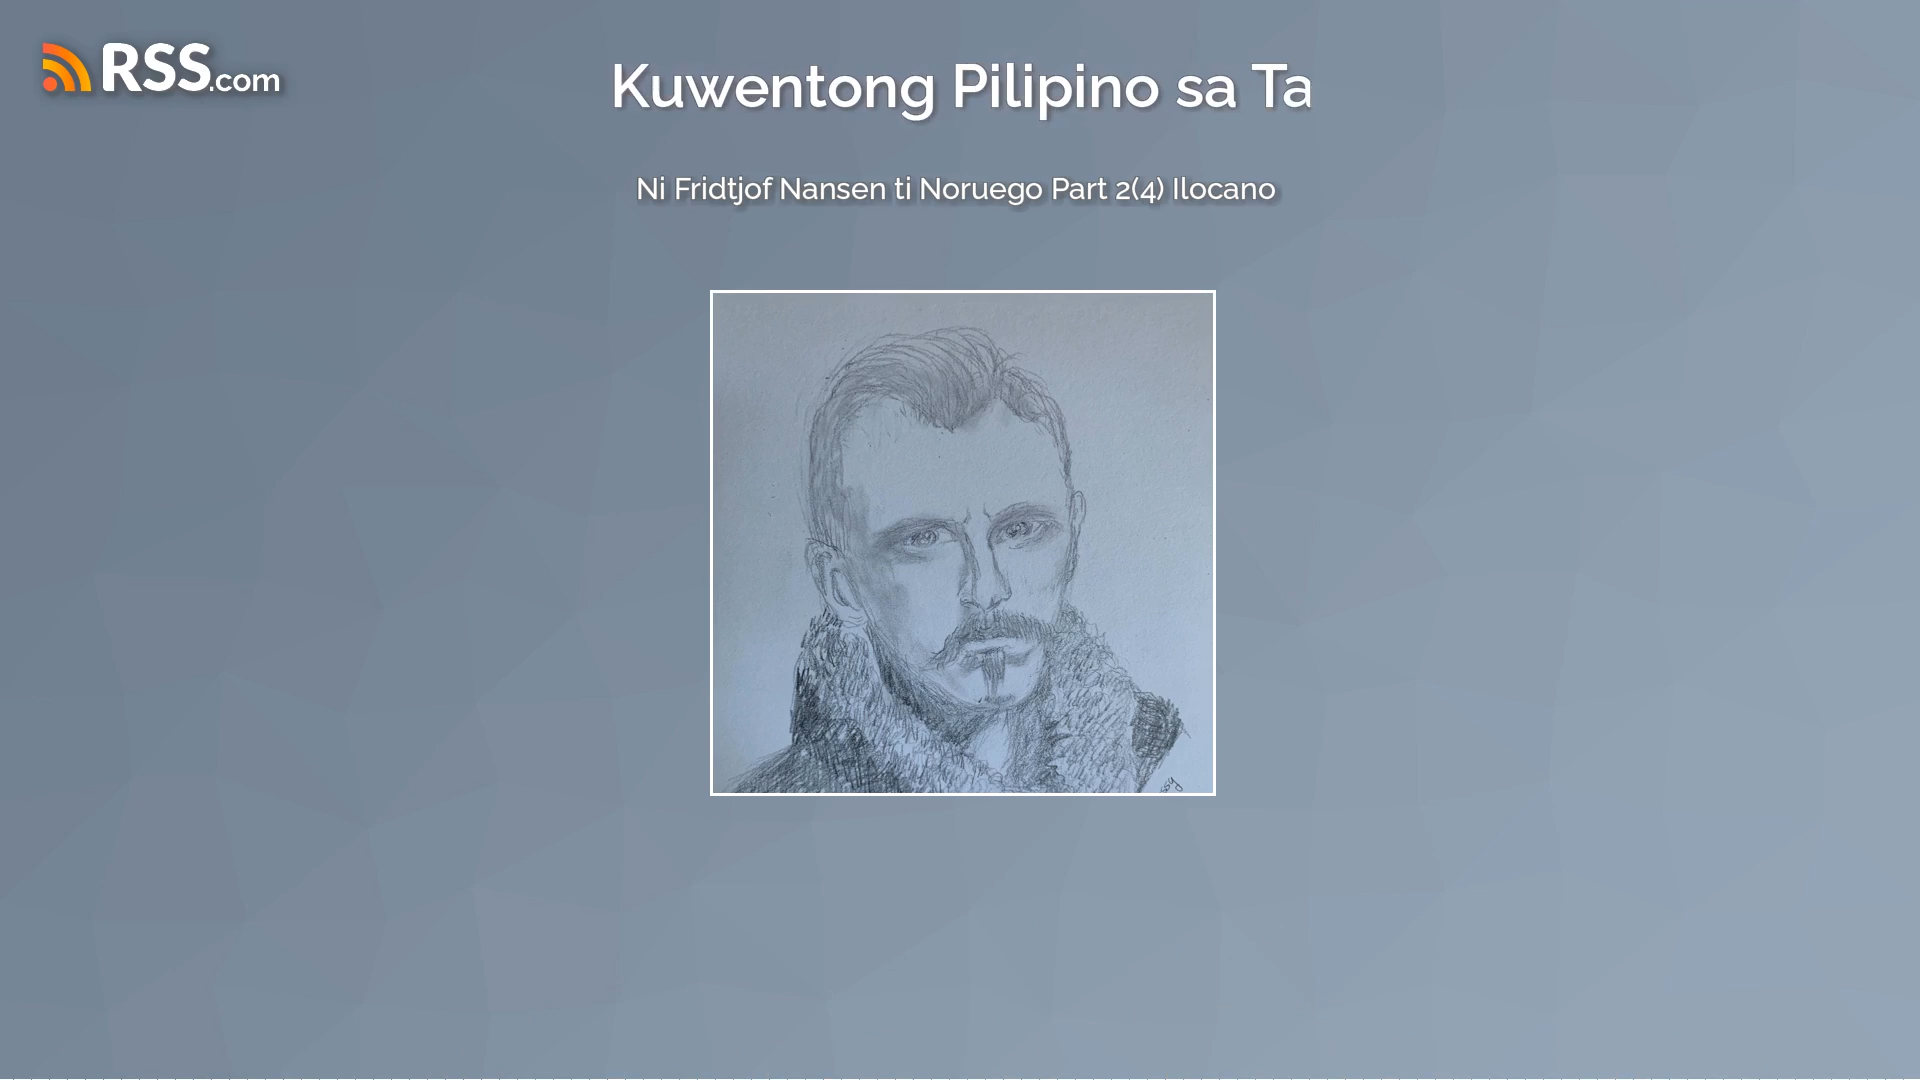 RSS.com
Kuwentong Pilipino sa Ta
Ni Fridtjof Nansen ti Noruego Part 2(4) Ilocano